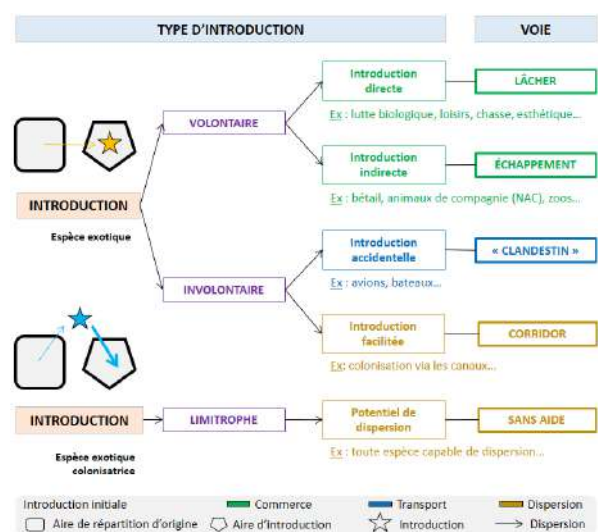 TYPE D'INTRODUCTION
VOIE
Introduction directe
LÂCHER
Ex : lutte biologique, loisirs, chasse, esthétique...
VOLONTAIRE
Introduction indirecte
ÉCHAPPEMENT
Ex : bétail, animaux de compagnie (NAC), zoos...
INTRODUCTION
Espèce exotique
Introduction accidentelle
« CLANDESTIN »
Ex : avions, bateaux...
INVOLONTAIRE
Introduction facilitée
CORRIDOR
Ex: colonisation via les canaux...
INTRODUCTION
LIMITROPHE
Potentiel de dispersion
SANS AIDE
Ex : toute espèce capable de dispersion...
Espèce exotique
colonisatrice
Introduction initiale
Commerce
Transport
Dispersion
Aire de répartition d'origine
Aire d'introduction
Introduction
Dispersion